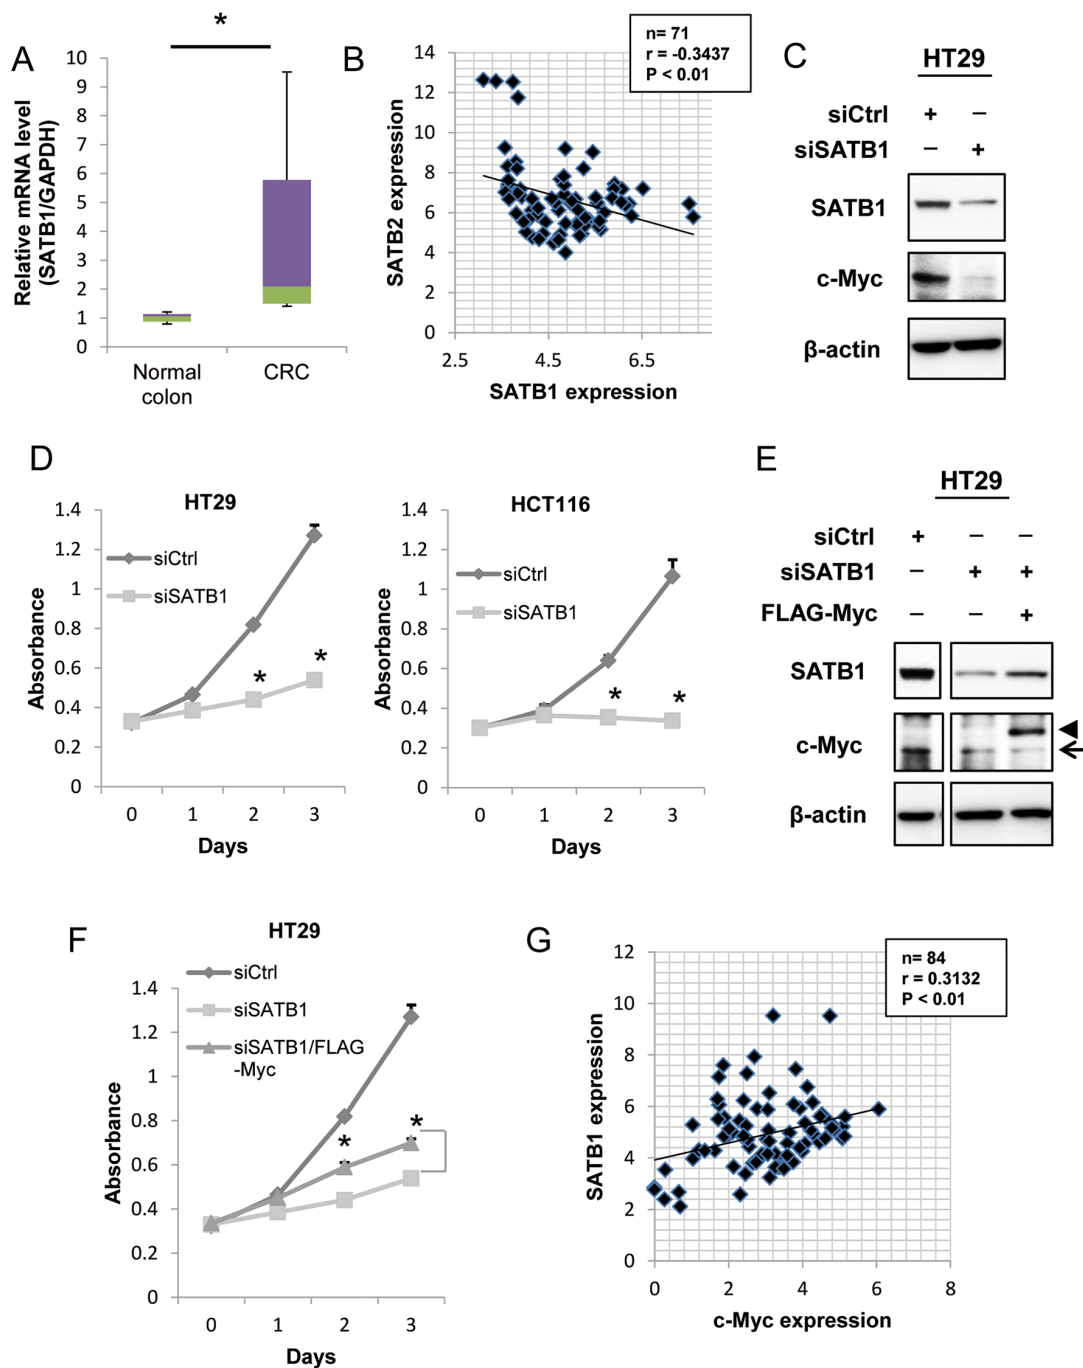 A
*
Relative mRNA level
(SATB1/GAPDH)
10
9
8
7
6
5
4
3
2
1
0
Normal
colon
CRC
B
n= 71
r = -0.3437
P < 0.01
SATB2 expression
14
12
10
8
6
4
2
0
2.5 4.5 6.5
SATB1 expression
C
HT29
siCtrl + –
siSATB1 – +
SATB1
c-Myc
β-actin
D
HT29
Absorbance
1.4
1.2
1
0.8
0.6
0.4
0.2
0
siCtrl
siSATB1
* *
0 1 2 3
Days
HCT116
Absorbance
1.4
1.2
1
0.8
0.6
0.4
0.2
0
siCtrl
siSATB1
* *
0 1 2 3
Days
E
HT29
siCtrl + – –
siSATB1 – + +
FLAG-Myc – – +
SATB1
c-Myc
β-actin
F
HT29
siCtrl
siSATB1
siSATB1/FLAG
-Myc
Absorbance
1.4
1.2
1
0.8
0.6
0.4
0.2
0
* *
0 1 2 3
Days
G
n= 84
r = 0.3132
P < 0.01
SATB1 expression
12
10
8
6
4
2
0
0 2 4 6 8
c-Myc expression